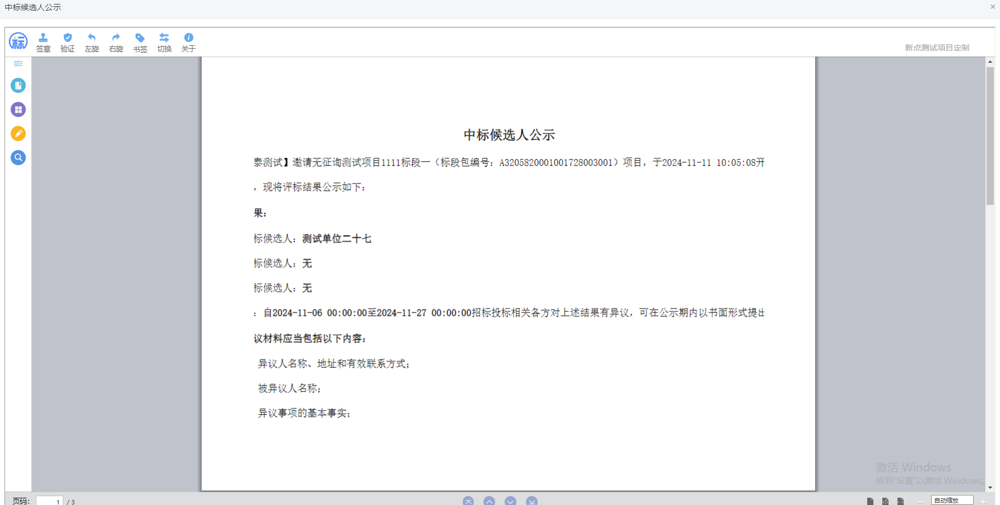 中标候选人公示
×
标
签章 验证 左旋 右旋 书签 切换 关于
新点测试项目定制
中标候选人公示
泰测试】邀请无征询测试项目1111标段一（标段包编号：A3205820001001728003001）项目，于2024-11-11 10:05:08开
，现将评标结果公示如下：
果：
标候选人：测试单位二十七
标候选人：无
标候选人：无
：自2024-11-06 00:00:00至2024-11-27 00:00:00招标投标相关各方对上述结果有异议，可在公示期内以书面形式提出
议材料应当包括以下内容：
异议人名称、地址和有效联系方式；
被异议人名称；
异议事项的基本事实；
激活 Windows
转到"设置"以激活 Windows。
页码： 1 / 3
自动缩放